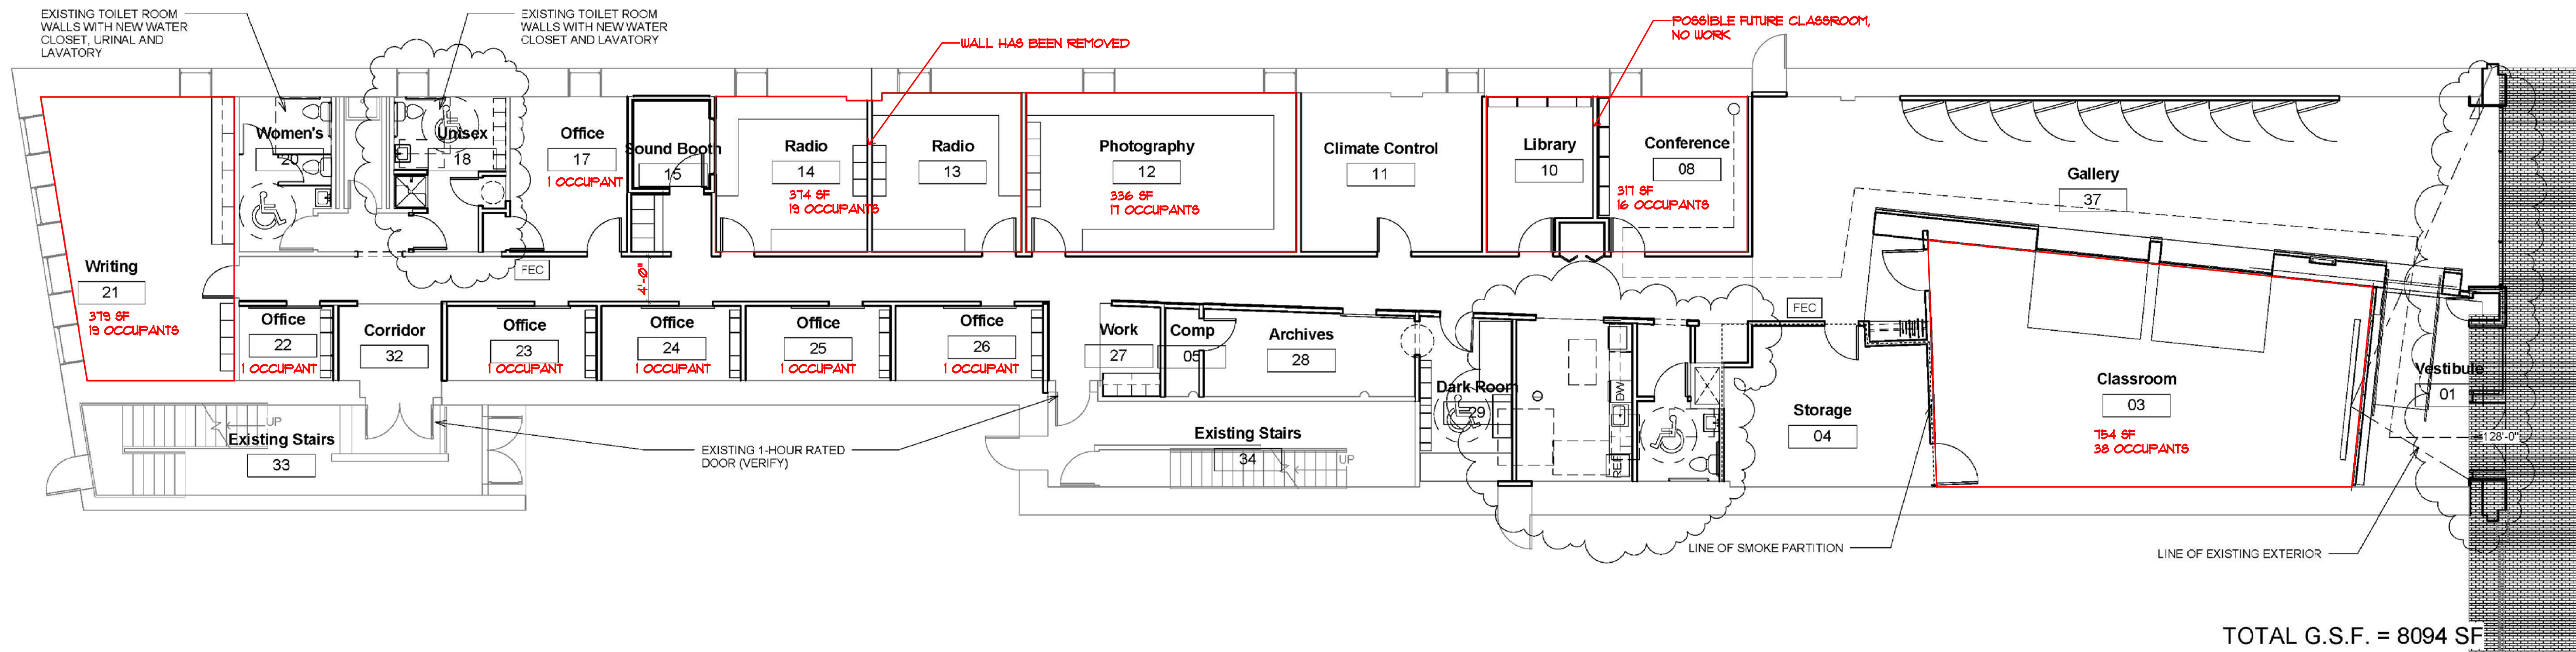 EXISTING TOILET ROOM
WALLS WITH NEW WATER
CLOSET, URINAL AND
LAVATORY
EXISTING TOILET ROOM
WALLS WITH NEW WATER
CLOSET AND LAVATORY
WALL HAS BEEN REMOVED
POSSIBLE FUTURE CLASSROOM,
NO WORK
Women's
20
Unisex
18
Office
17
1 OCCUPANT
Sound Booth
15
Radio
14
374 SF
19 OCCUPANTS
Radio
13
Photography
12
336 SF
17 OCCUPANTS
Climate Control
11
Library
10
Conference
08
317 SF
16 OCCUPANTS
Gallery
37
Writing
21
379 SF
19 OCCUPANTS
FEC
4'-0"
FEC
Office
22
1 OCCUPANT
Corridor
32
Office
23
1 OCCUPANT
Office
24
1 OCCUPANT
Office
25
1 OCCUPANT
Office
26
1 OCCUPANT
Work
27
Comp
05
Archives
28
Dark Room
29
DW
REF
Storage
04
Classroom
03
754 SF
38 OCCUPANTS
Vestibule
01
128'-0"
UP
Existing Stairs
33
EXISTING 1-HOUR RATED
DOOR (VERIFY)
Existing Stairs
34
UP
LINE OF SMOKE PARTITION
LINE OF EXISTING EXTERIOR
TOTAL G.S.F. = 8094 SF